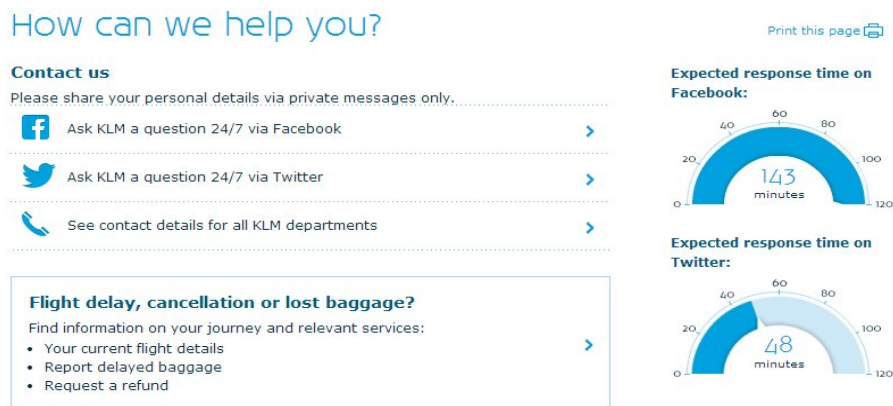 How can we help you?
Print this page
Contact us
Please share your personal details via private messages only.
Ask KLM a question 24/7 via Facebook
Ask KLM a question 24/7 via Twitter
See contact details for all KLM departments
Flight delay, cancellation or lost baggage?
Find information on your journey and relevant services:
• Your current flight details
• Report delayed baggage
• Request a refund
Expected response time on
Facebook:
0 20 40 60 80 100 120
143
minutes
Expected response time on
Twitter:
0 20 40 60 80 100 120
48
minutes